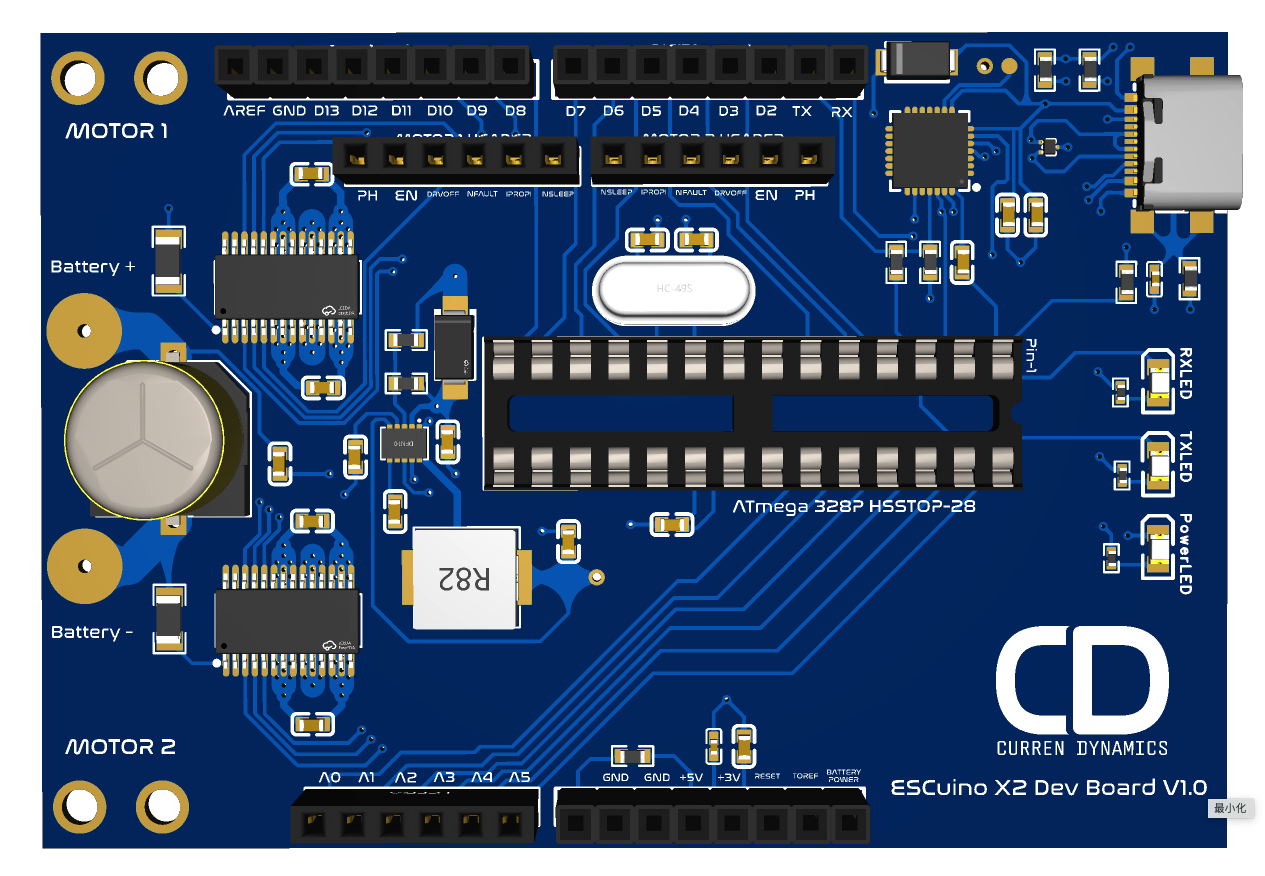 AREF GND D13 D12 D11 D10 D9 D8 D7 D6 D5 D4 D3 D2 TX RX
MOTOR 1
PH EN DRVOFF NFAULT IPROPI NSLEEP NSLEEP IPROPI NFAULT DRVOFF EN PH
Battery +
HC-49S
Pin-1
RXLED
DFN10
TXLED
ATmega 328P HSSTOP-28
PowerLED
R82
Battery -
CD
CURREN DYNAMICS
MOTOR 2
A0 A1 A2 A3 A4 A5 GND GND +5V +3V RESET TOREF BATTERY POWER
ESCuino X2 Dev Board V1.0
最小化